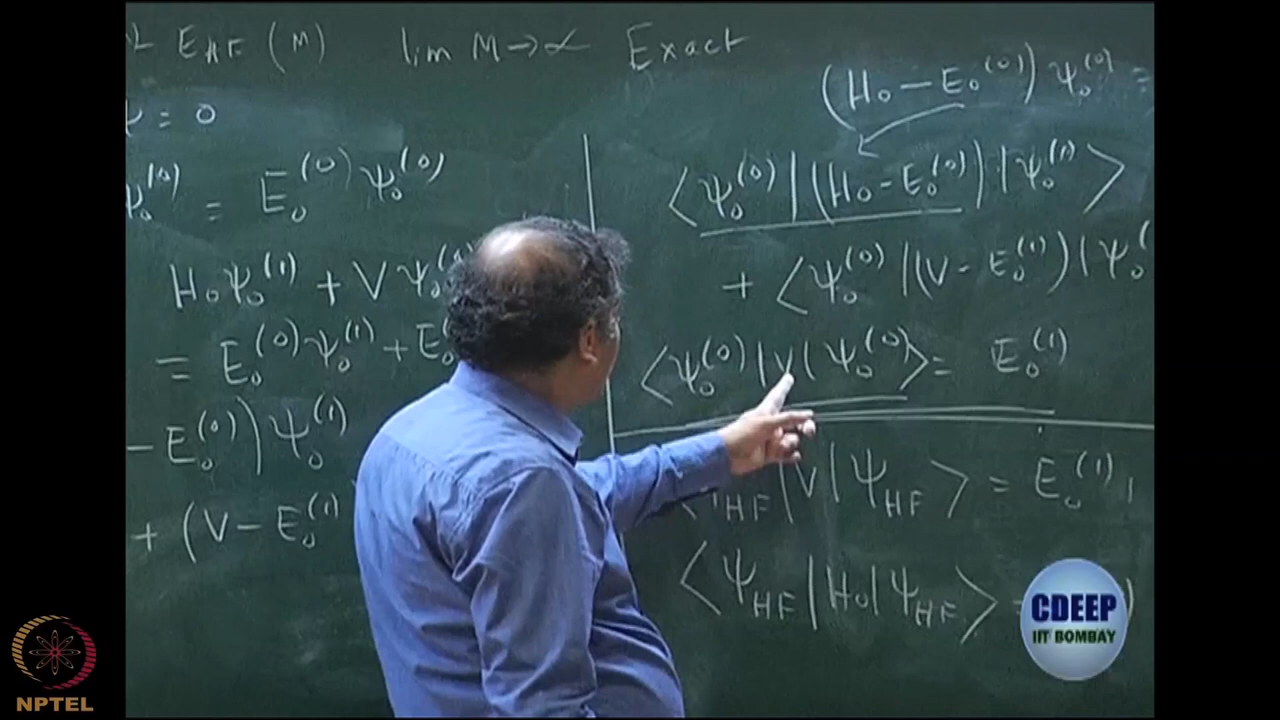 E_HF (M) lim M→∝ Exact
ψ = 0
ψ₀⁽⁰⁾ = E₀⁽⁰⁾ψ₀⁽⁰⁾
H₀ψ₀⁽¹⁾ + Vψ₀
= E₀⁽⁰⁾ψ₀⁽¹⁾ + E₀
– E₀⁽⁰⁾) ψ₀⁽¹⁾
+ (V – E₀⁽¹⁾
(H₀ – E₀⁽⁰⁾) ψ₀⁽⁰⁾ =
<ψ₀⁽⁰⁾|(H₀ – E₀⁽⁰⁾)|ψ₀⁽¹⁾>
+ <ψ₀⁽⁰⁾|(V – E₀⁽¹⁾)|ψ₀
<ψ₀⁽⁰⁾|V|ψ₀⁽⁰⁾> = E₀⁽¹⁾
HF|V|ψ_HF> = E₀⁽¹⁾
<ψ_HF|H₀|ψ_HF> =
CDEEP
IIT BOMBAY
NPTEL